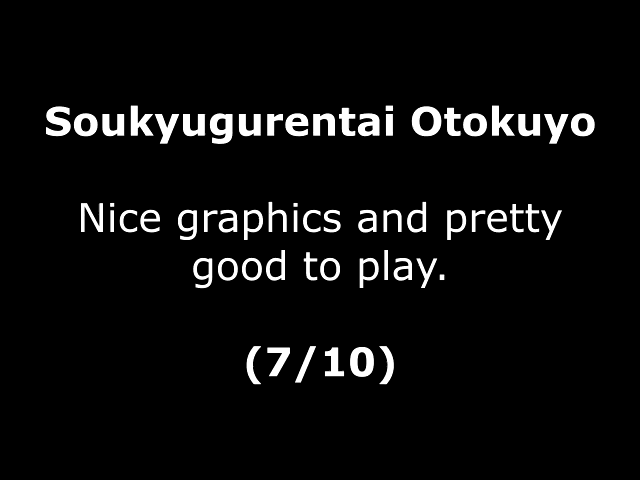 Soukyugurentai Otokuyo
Nice graphics and pretty
good to play.
(7/10)